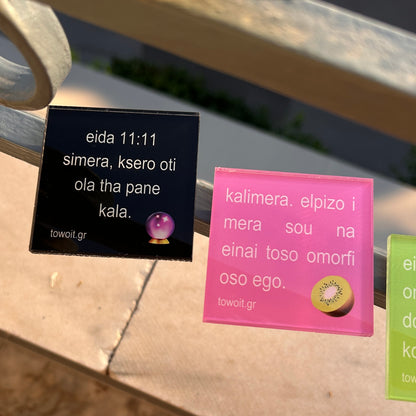 eida 11:11
simera, ksero oti
ola tha pane
kala.
towoit.gr
kalimera. elpizo i
mera sou na
einai toso omorfi
oso ego.
towoit.gr